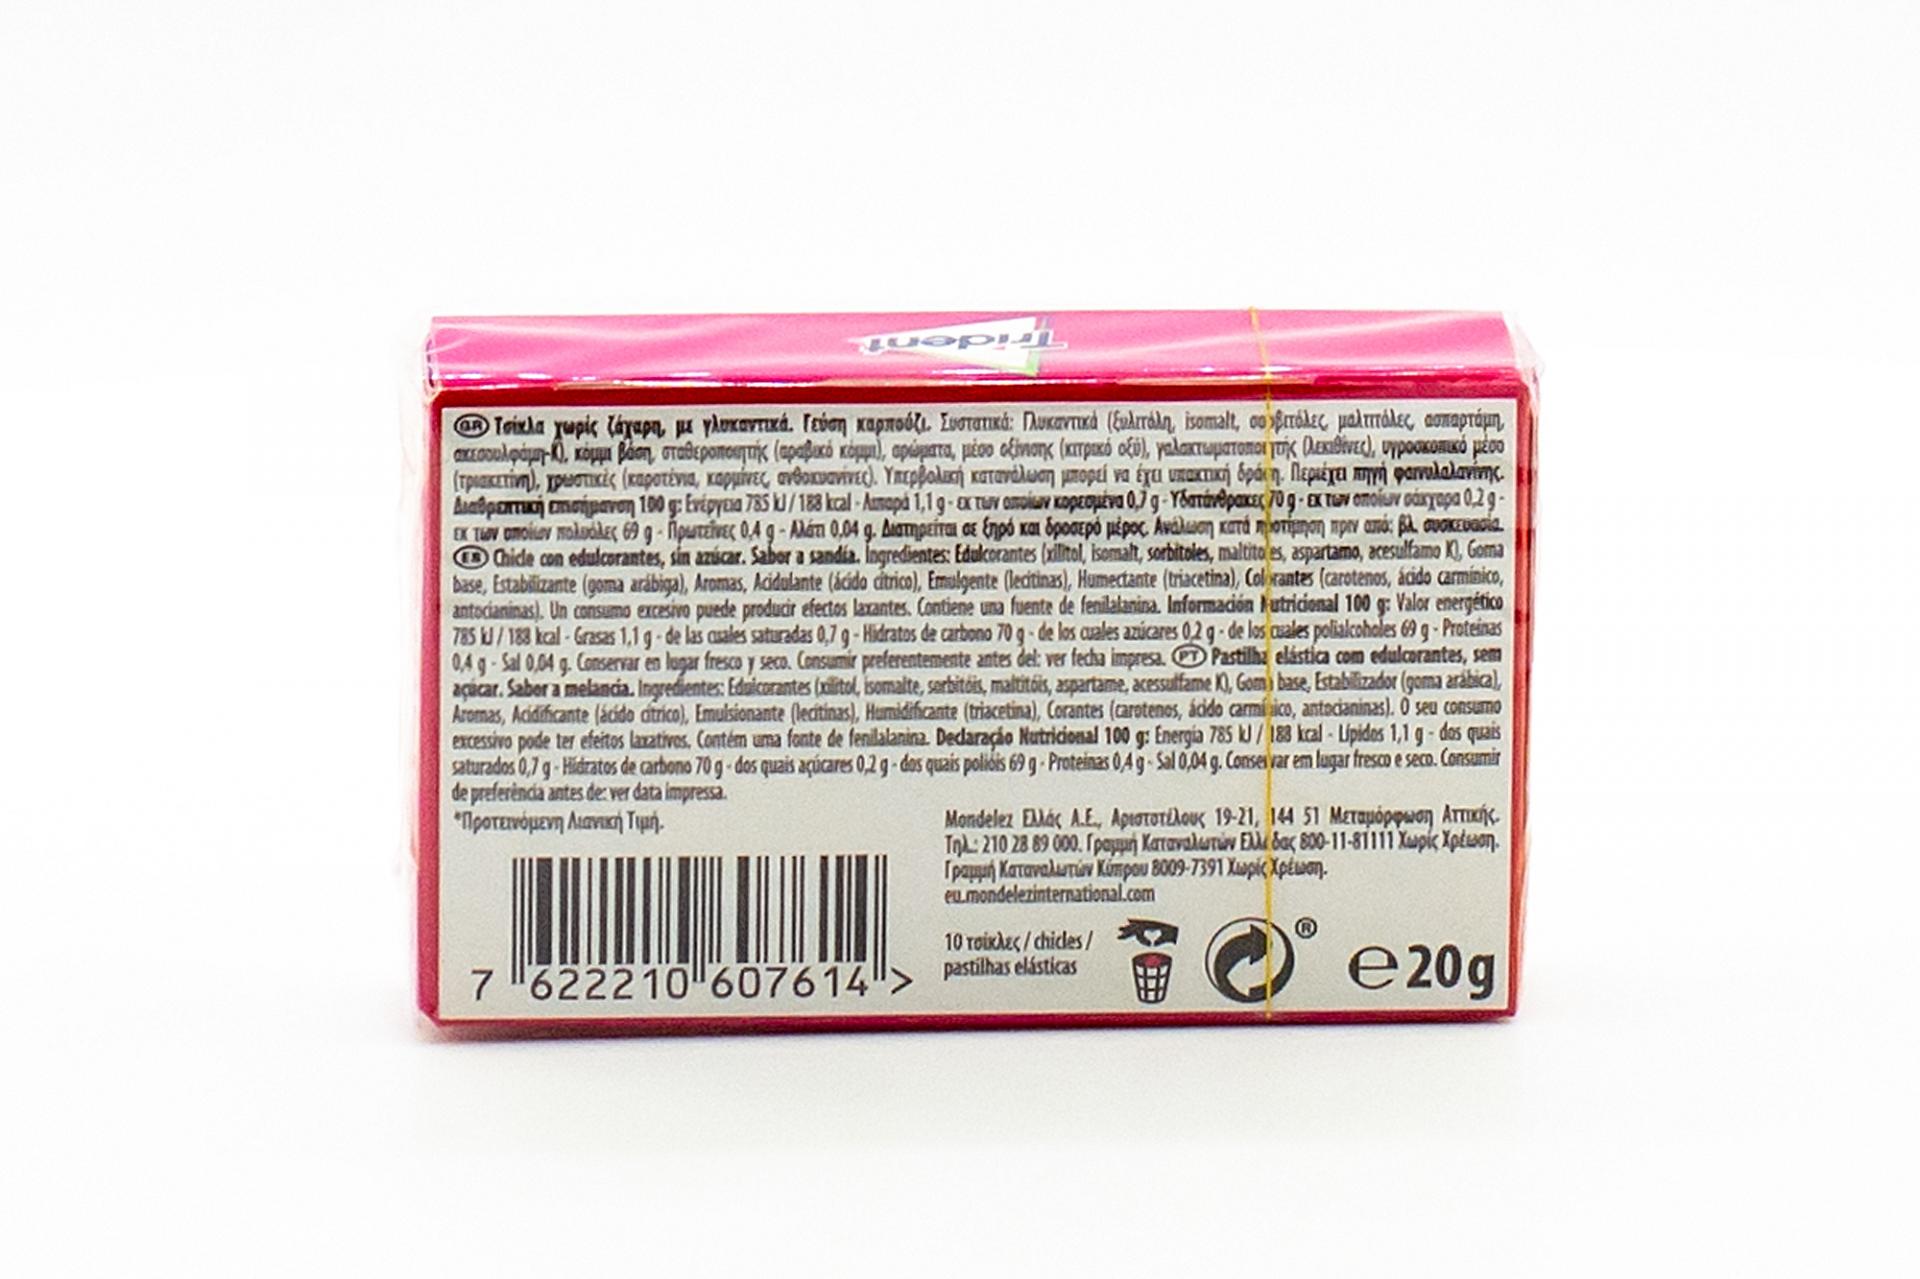 Trident
GR Τσίκλα χωρίς ζάχαρη, με γλυκαντικά. Γεύση καρπούζι. Συστατικά: Γλυκαντικά (ξυλιτόλη, isomalt, σορβιτόλες, μαλτιτόλες, ασπαρτάμη,
ακεσουλφάμη-Κ), κόμμι βάση, σταθεροποιητής (αραβικό κόμμι), αρώματα, μέσο οξίνισης (κιτρικό οξύ), γαλακτωματοποιητής (λεκιθίνες), υγροσκοπικό μέσο
(τριακετίνη), χρωστικές (καροτένια, καρμίνες, ανθοκυανίνες). Υπερβολική κατανάλωση μπορεί να έχει υπακτική δράση. Περιέχει πηγή φαινυλαλανίνης.
Διαθρεπτική επισήμανση 100 g: Ενέργεια 785 kJ / 188 kcal - Λιπαρά 1,1 g - εκ των οποίων κορεσμένα 0,7 g - Υδατάνθρακες 70 g - εκ των οποίων σάκχαρα 0,2 g -
εκ των οποίων πολυόλες 69 g - Πρωτεΐνες 0,4 g - Αλάτι 0,04 g. Διατηρείται σε ξηρό και δροσερό μέρος. Ανάλωση κατά προτίμηση πριν από: βλ. συσκευασία.
ES Chicle con edulcorantes, sin azúcar. Sabor a sandía. Ingredientes: Edulcorantes (xilitol, isomalt, sorbitoles, maltitoles, aspartamo, acesulfamo K), Goma
base, Estabilizante (goma arábiga), Aromas, Acidulante (ácido cítrico), Emulgente (lecitinas), Humectante (triacetina), Colorantes (carotenos, ácido carmínico,
antocianinas). Un consumo excesivo puede producir efectos laxantes. Contiene una fuente de fenilalanina. Información Nutricional 100 g: Valor energético
785 kJ / 188 kcal - Grasas 1,1 g - de las cuales saturadas 0,7 g - Hidratos de carbono 70 g - de los cuales azúcares 0,2 g - de los cuales polialcoholes 69 g - Proteínas
0,4 g - Sal 0,04 g. Conservar en lugar fresco y seco. Consumir preferentemente antes del: ver fecha impresa. PT Pastilha elástica com edulcorantes, sem
açúcar. Sabor a melancia. Ingredientes: Edulcorantes (xilitol, isomalte, sorbitóis, maltitóis, aspartame, acessulfame K), Goma base, Estabilizador (goma arábica),
Aromas, Acidificante (ácido cítrico), Emulsionante (lecitinas), Humidificante (triacetina), Corantes (carotenos, ácido carmínico, antocianinas). O seu consumo
excessivo pode ter efeitos laxativos. Contém uma fonte de fenilalanina. Declaração Nutricional 100 g: Energia 785 kJ / 188 kcal - Lípidos 1,1 g - dos quais
saturados 0,7 g - Hidratos de carbono 70 g - dos quais açúcares 0,2 g - dos quais polióis 69 g - Proteínas 0,4 g - Sal 0,04 g. Conservar em lugar fresco e seco. Consumir
de preferência antes de: ver data impressa.
*Προτεινόμενη Λιανική Τιμή.
Mondelez Ελλάς Α.Ε., Αριστοτέλους 19-21, 144 51 Μεταμόρφωση Αττικής.
Τηλ.: 210 28 89 000. Γραμμή Καταναλωτών Ελλάδας 800-11-81111 Χωρίς Χρέωση.
Γραμμή Καταναλωτών Κύπρου 8009-7391 Χωρίς Χρέωση.
eu.mondelezinternational.com
10 τσίκλες / chicles /
pastilhas elásticas
®
℮20g
7 622210 607614 >